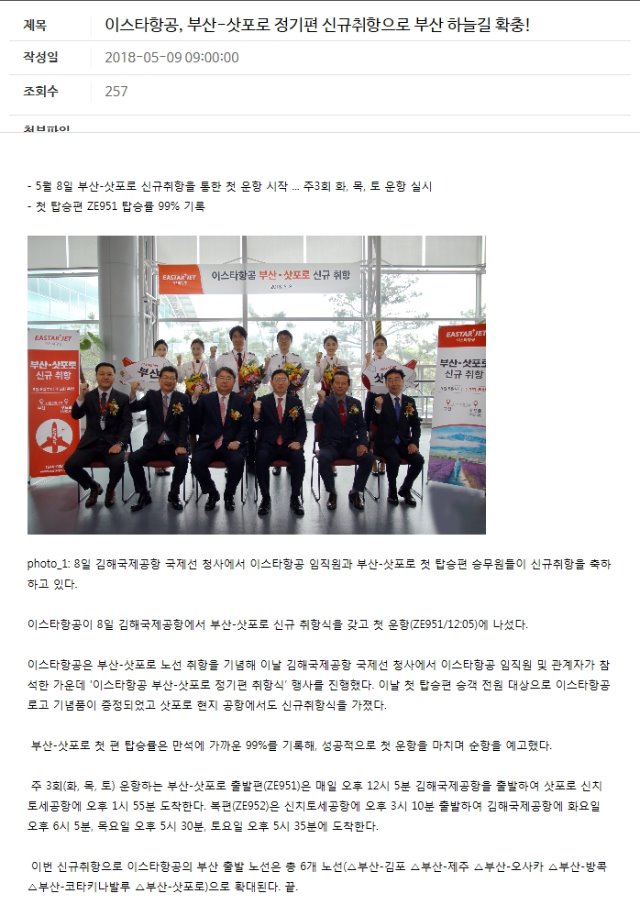 제목 이스타항공, 부산-삿포로 정기편 신규취항으로 부산 하늘길 확충!
작성일 2018-05-09 09:00:00
조회수 257
첨부파일
- 5월 8일 부산-삿포로 신규취항을 통한 첫 운항 시작 ... 주3회 화, 목, 토 운항 실시
- 첫 탑승편 ZE951 탑승률 99% 기록
EASTAR JET 이스타항공 부산-삿포로 신규 취항
EASTAR JET
부산-삿포로
신규 취항
부산
삿
EASTAR JET
부산-삿포로
신규 취항
photo_1: 8일 김해국제공항 국제선 청사에서 이스타항공 임직원과 부산-삿포로 첫 탑승편 승무원들이 신규취항을 축하
하고 있다.
이스타항공이 8일 김해국제공항에서 부산-삿포로 신규 취항식을 갖고 첫 운항(ZE951/12:05)에 나섰다.
이스타항공은 부산-삿포로 노선 취항을 기념해 이날 김해국제공항 국제선 청사에서 이스타항공 임직원 및 관계자가 참
석한 가운데 '이스타항공 부산-삿포로 정기편 취항식' 행사를 진행했다. 이날 첫 탑승편 승객 전원 대상으로 이스타항공
로고 기념품이 증정되었고 삿포로 현지 공항에서도 신규취항식을 가졌다.
부산-삿포로 첫 편 탑승률은 만석에 가까운 99%를 기록해, 성공적으로 첫 운항을 마치며 순항을 예고했다.
주 3회(화, 목, 토) 운항하는 부산-삿포로 출발편(ZE951)은 매일 오후 12시 5분 김해국제공항을 출발하여 삿포로 신치
토세공항에 오후 1시 55분 도착한다. 복편(ZE952)은 신치토세공항에 오후 3시 10분 출발하여 김해국제공항에 화요일
오후 6시 5분, 목요일 오후 5시 30분, 토요일 오후 5시 35분에 도착한다.
이번 신규취항으로 이스타항공의 부산 출발 노선은 총 6개 노선(△부산-김포 △부산-제주 △부산-오사카 △부산-방콕
△부산-코타키나발루 △부산-삿포로)으로 확대된다. 끝.